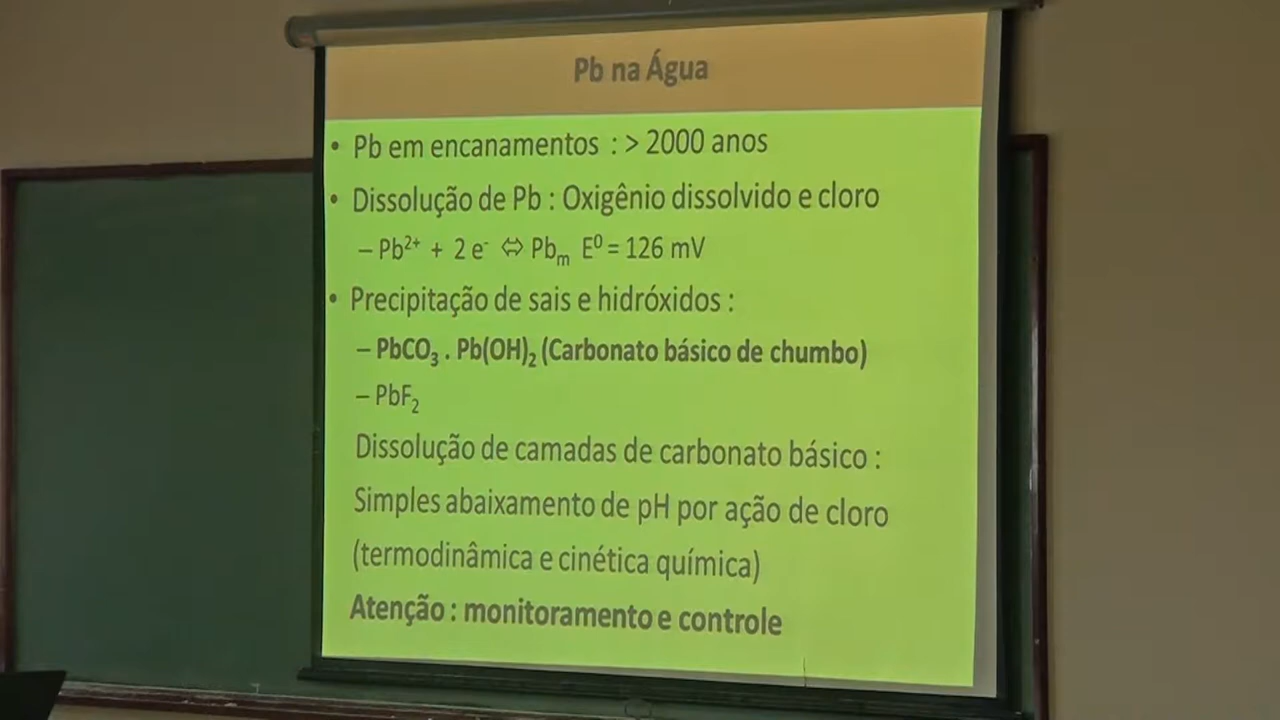 Pb na Água
• Pb em encanamentos : > 2000 anos
• Dissolução de Pb : Oxigênio dissolvido e cloro
– Pb²⁺ + 2 e⁻ ⇔ Pbₘ E⁰ = 126 mV
• Precipitação de sais e hidróxidos :
– PbCO₃ . Pb(OH)₂ (Carbonato básico de chumbo)
– PbF₂
Dissolução de camadas de carbonato básico :
Simples abaixamento de pH por ação de cloro
(termodinâmica e cinética química)
Atenção : monitoramento e controle